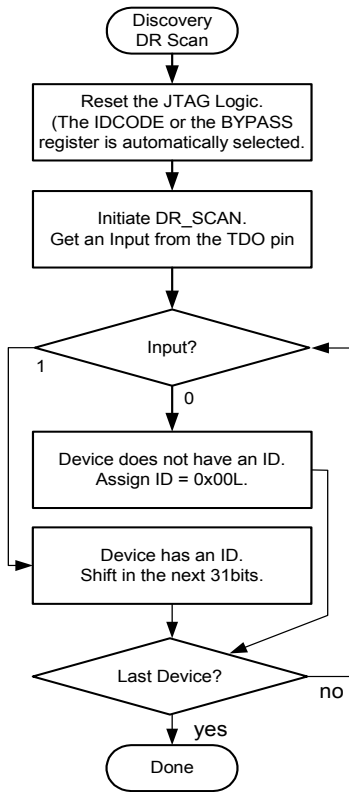 Discovery
DR Scan
Reset the JTAG Logic.
(The IDCODE or the BYPASS
register is automatically selected.
Initiate DR_SCAN.
Get an Input from the TDO pin
Input?
1
0
Device does not have an ID.
Assign ID = 0x00L.
Device has an ID.
Shift in the next 31bits.
Last Device?
no
yes
Done